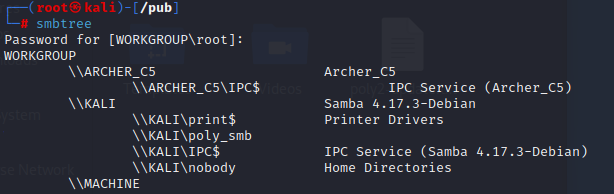 ┌──(root㉿kali)-[/pub]
└─# smbtree
Password for [WORKGROUP\root]:
WORKGROUP
\\ARCHER_C5 Archer_C5
\\ARCHER_C5\IPC$ IPC Service (Archer_C5)
\\KALI Samba 4.17.3-Debian
\\KALI\print$ Printer Drivers
\\KALI\poly_smb
\\KALI\IPC$ IPC Service (Samba 4.17.3-Debian)
\\KALI\nobody Home Directories
\\MACHINE